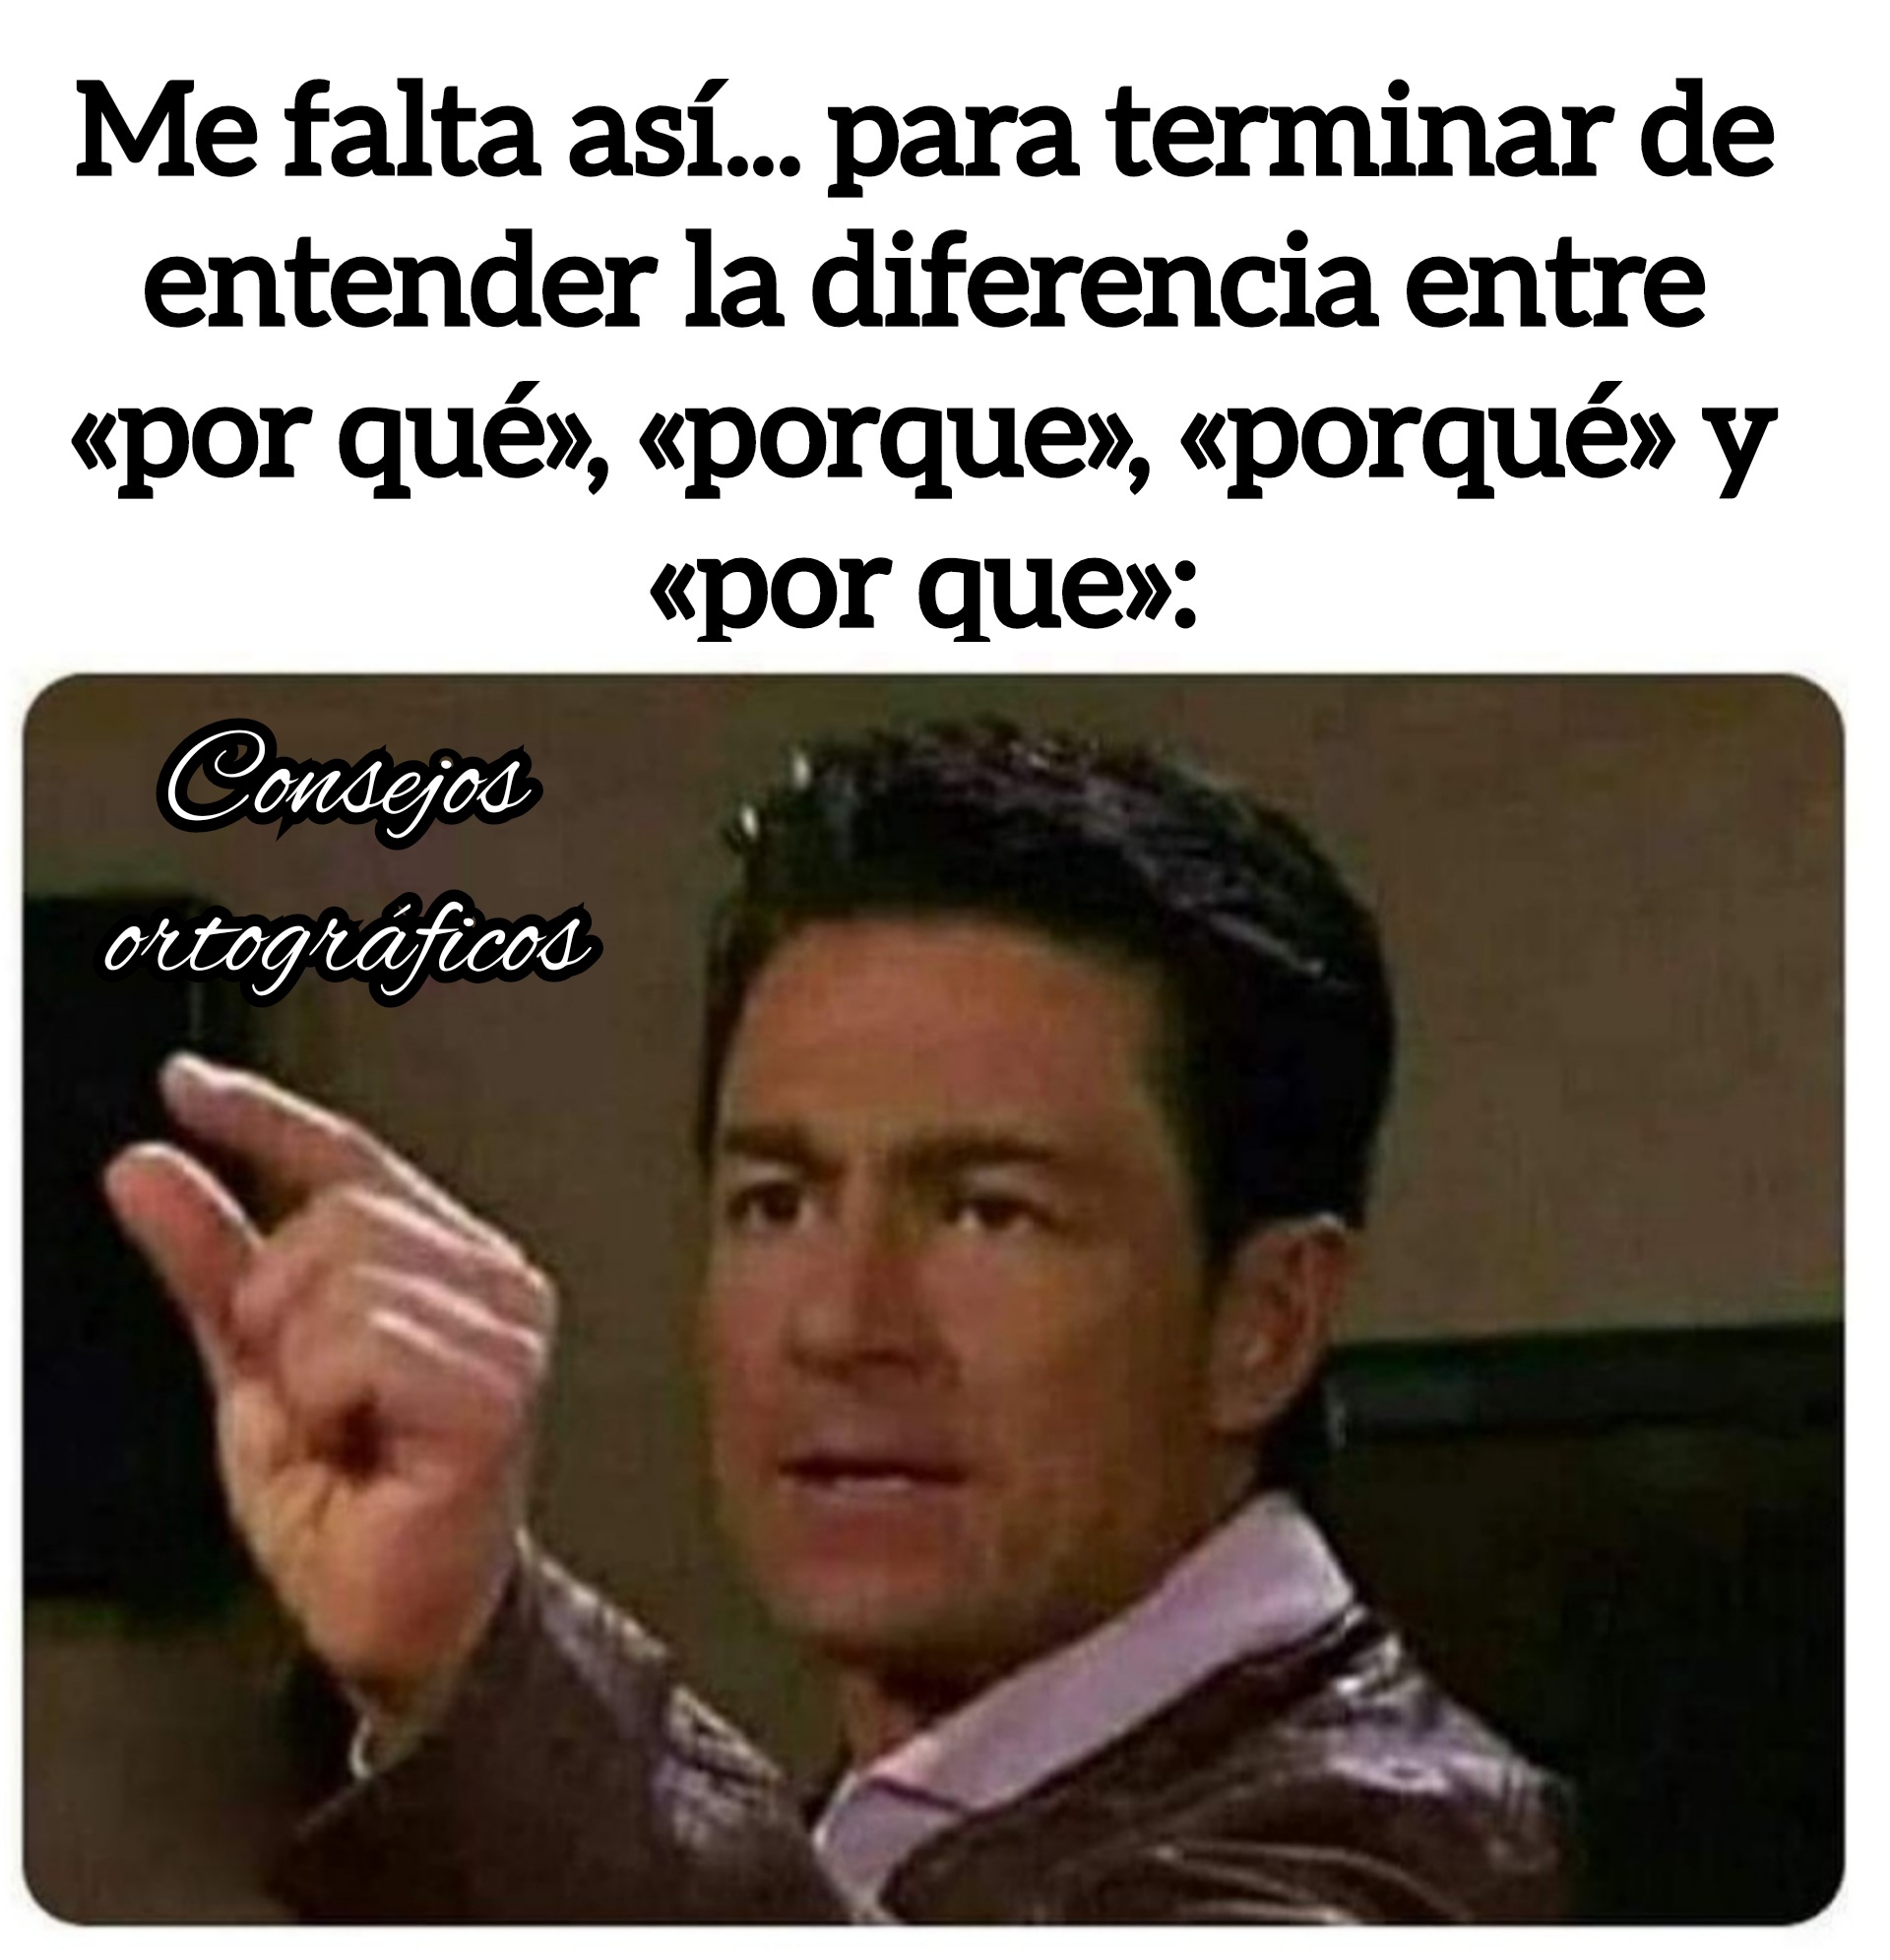 Me falta así... para terminar de
entender la diferencia entre
«por qué», «porque», «porqué» y
«por que»:
Consejos
ortográficos